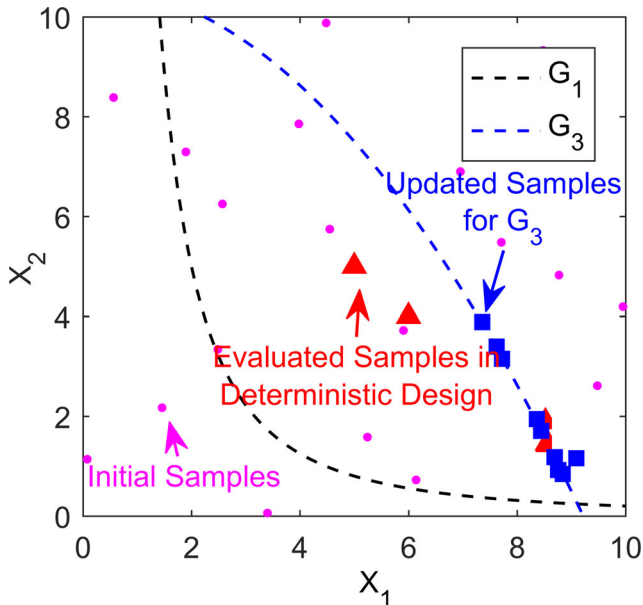 10
8
6
4
2
0
X2
G1
G3
Updated Samples
for G3
Evaluated Samples in
Deterministic Design
Initial Samples
0 2 4 6 8 10
X1